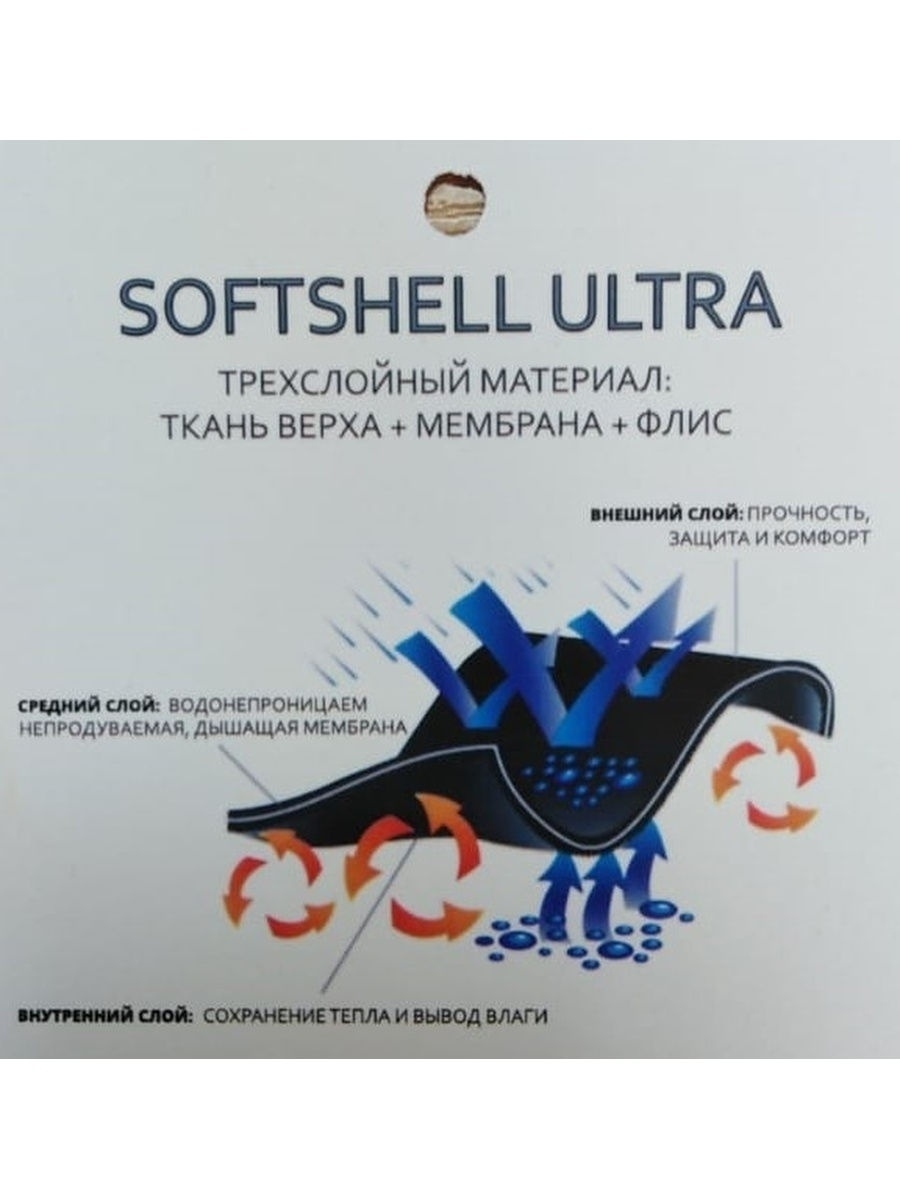 SOFTSHELL ULTRA
ТРЕХСЛОЙНЫЙ МАТЕРИАЛ:
ТКАНЬ ВЕРХА + МЕМБРАНА + ФЛИС
ВНЕШНИЙ СЛОЙ: ПРОЧНОСТЬ,
ЗАЩИТА И КОМФОРТ
СРЕДНИЙ СЛОЙ: ВОДОНЕПРОНИЦАЕМ
НЕПРОДУВАЕМАЯ, ДЫШАЩАЯ МЕМБРАНА
ВНУТРЕННИЙ СЛОЙ: СОХРАНЕНИЕ ТЕПЛА И ВЫВОД ВЛАГИ